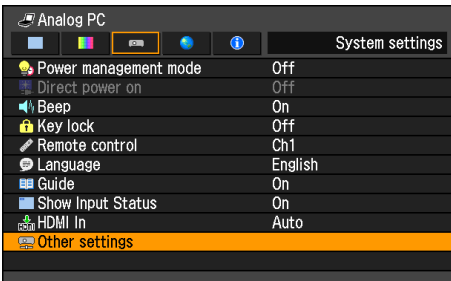 Analog PC
System settings
Power management mode Off
Direct power on Off
Beep On
Key lock Off
Remote control Ch1
Language English
Guide On
Show Input Status On
HDMI In Auto
Other settings